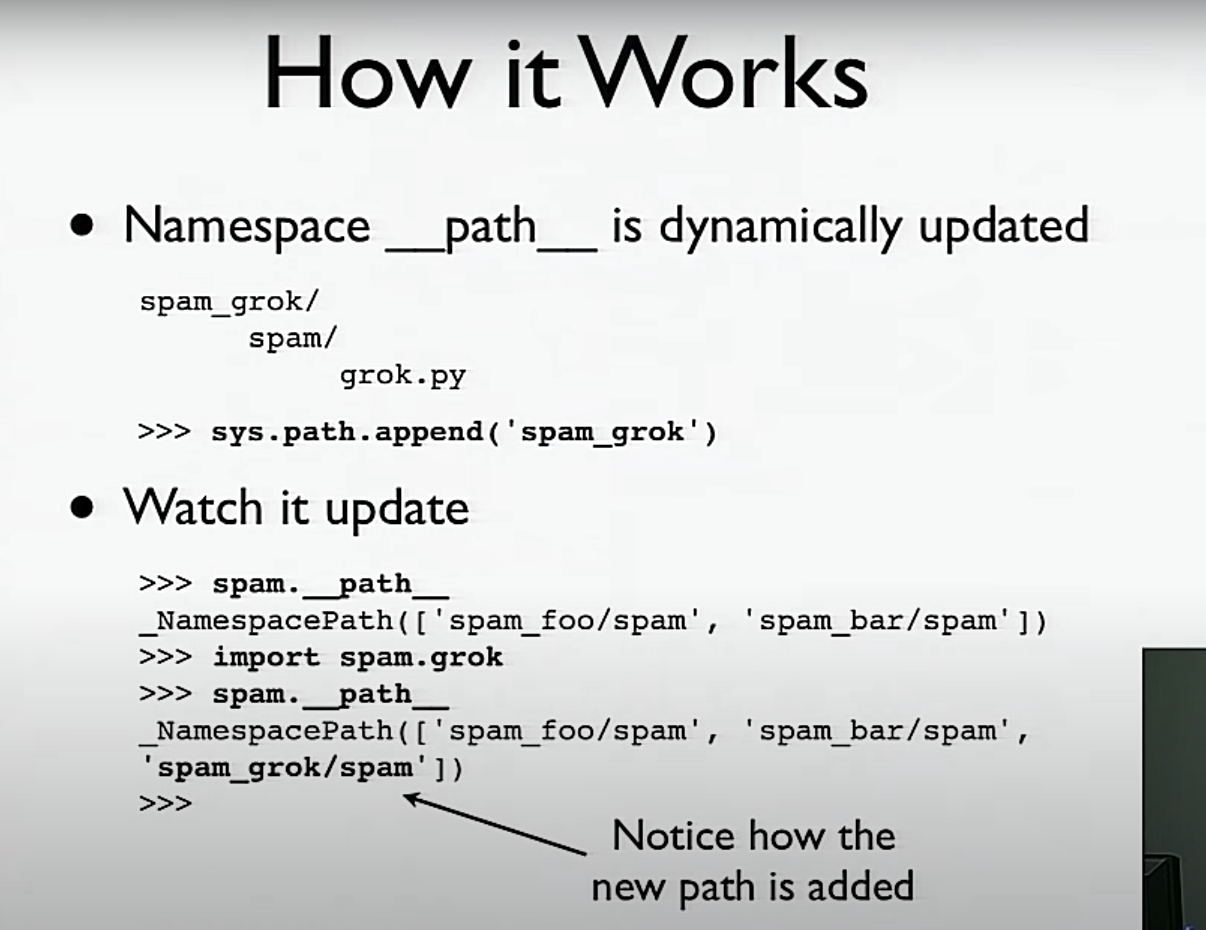 How it Works
• Namespace __path__ is dynamically updated
spam_grok/
spam/
grok.py
>>> sys.path.append('spam_grok')
• Watch it update
>>> spam.__path__
_NamespacePath(['spam_foo/spam', 'spam_bar/spam'])
>>> import spam.grok
>>> spam.__path__
_NamespacePath(['spam_foo/spam', 'spam_bar/spam',
'spam_grok/spam'])
>>>
Notice how the
new path is added